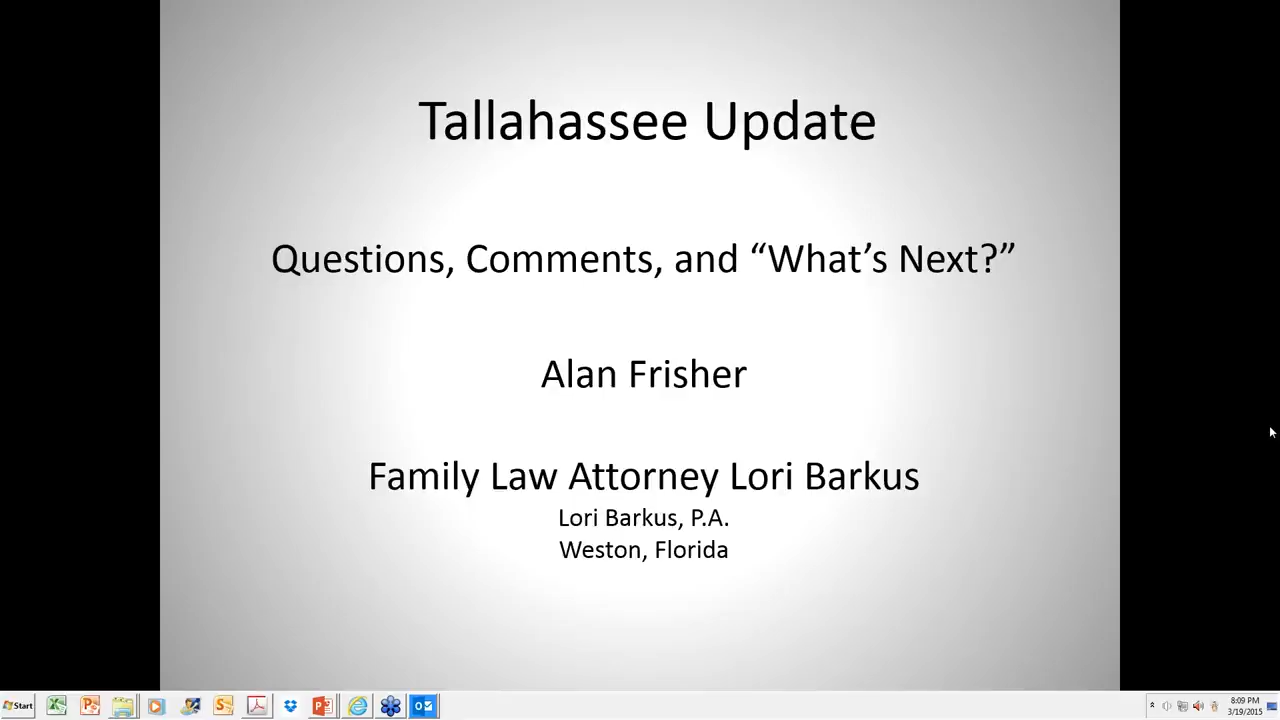 Tallahassee Update
Questions, Comments, and “What’s Next?”
Alan Frisher
Family Law Attorney Lori Barkus
Lori Barkus, P.A.
Weston, Florida
Start
8:09 PM
3/19/2015